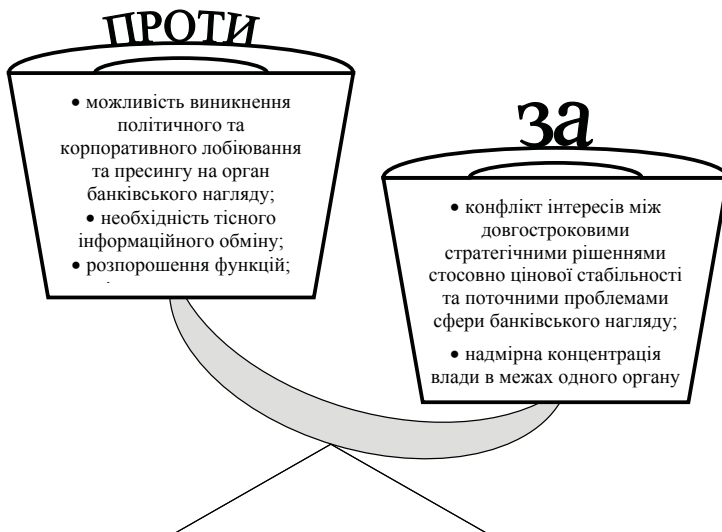 ПРОТИ
• можливість виникнення
політичного та
корпоративного лобіювання
та пресингу на орган
банківського нагляду;
• необхідність тісного
інформаційного обміну;
• розпорошення функцій;
за
• конфлікт інтересів між
довгостроковими
стратегічними рішеннями
стосовно цінової стабільності
та поточними проблемами
сфери банківського нагляду;
• надмірна концентрація
влади в межах одного органу